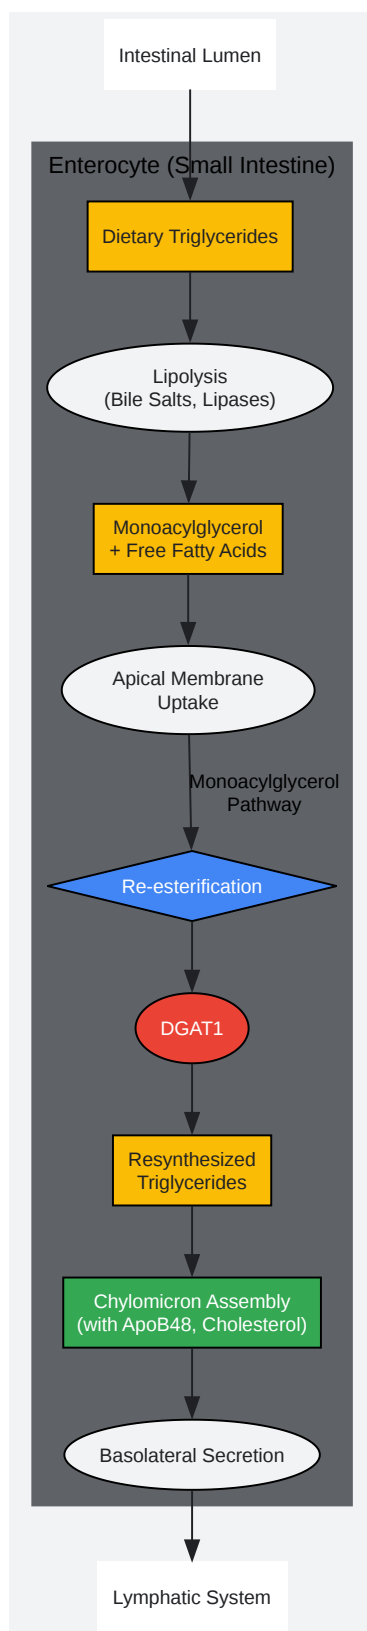 Intestinal Lumen
Enterocyte (Small Intestine)
Dietary Triglycerides
Lipolysis
(Bile Salts, Lipases)
Monoacylglycerol
+ Free Fatty Acids
Apical Membrane
Uptake
Monoacylglycerol
Pathway
Re-esterification
DGAT1
Resynthesized
Triglycerides
Chylomicron Assembly
(with ApoB48, Cholesterol)
Basolateral Secretion
Lymphatic System